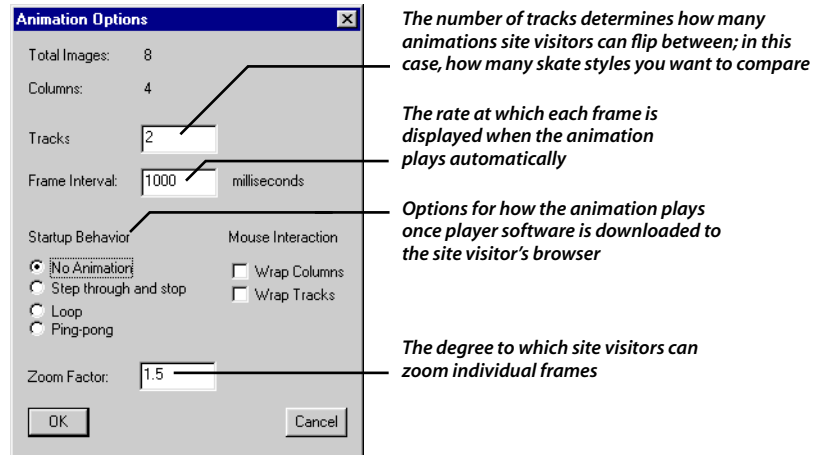 Animation Options
Total Images: 8
Columns: 4
Tracks 2
Frame Interval: 1000 milliseconds
Startup Behavior
No Animation
Step through and stop
Loop
Ping-pong
Mouse Interaction
Wrap Columns
Wrap Tracks
Zoom Factor: 1.5
OK Cancel
The number of tracks determines how many
animations site visitors can flip between; in this
case, how many skate styles you want to compare
The rate at which each frame is
displayed when the animation
plays automatically
Options for how the animation plays
once player software is downloaded to
the site visitor’s browser
The degree to which site visitors can
zoom individual frames